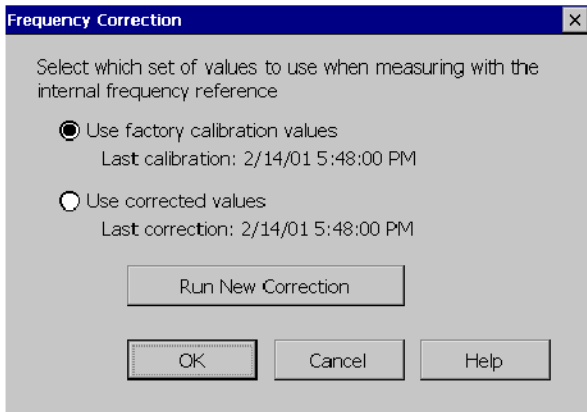 Frequency Correction
Select which set of values to use when measuring with the
internal frequency reference
Use factory calibration values
Last calibration: 2/14/01 5:48:00 PM
Use corrected values
Last correction: 2/14/01 5:48:00 PM
Run New Correction
OK Cancel Help